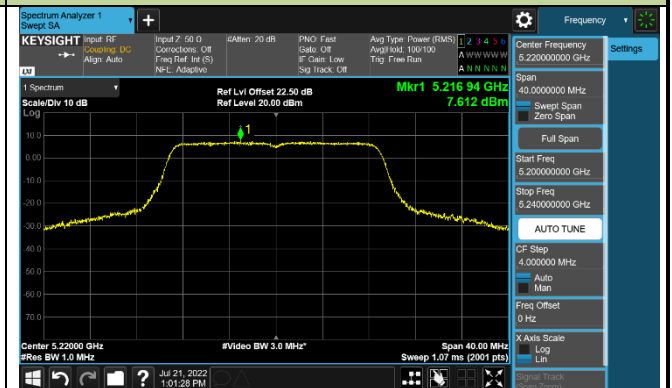 Spectrum Analyzer 1
Swept SA
Frequency
KEYSIGHT
Input: RF
Coupling: DC
Align: Auto
Input Z: 50 Ω
Corrections: Off
Freq Ref: Int (S)
NFE: Adaptive
#Atten: 20 dB
PNO: Fast
Gate: Off
IF Gain: Low
Sig Track: Off
Avg Type: Power (RMS)
Avg|Hold: 100/100
Trig: Free Run
1 2 3 4 5 6
A W W W W W
A N N N N N
LXI
1 Spectrum
Scale/Div 10 dB
Log
Ref Lvl Offset 22.50 dB
Ref Level 20.00 dBm
Mkr1 5.216 94 GHz
7.612 dBm
1
10.0
0.00
-10.0
-20.0
-30.0
-40.0
-50.0
-60.0
-70.0
Center 5.22000 GHz
#Res BW 1.0 MHz
#Video BW 3.0 MHz*
Span 40.00 MHz
Sweep 1.07 ms (2001 pts)
Jul 21, 2022
1:01:28 PM
Center Frequency
5.220000000 GHz
Settings
Span
40.0000000 MHz
Swept Span
Zero Span
Full Span
Start Freq
5.200000000 GHz
Stop Freq
5.240000000 GHz
AUTO TUNE
CF Step
4.000000 MHz
Auto
Man
Freq Offset
0 Hz
X Axis Scale
Log
Lin
Signal Track
(Span Zoom)